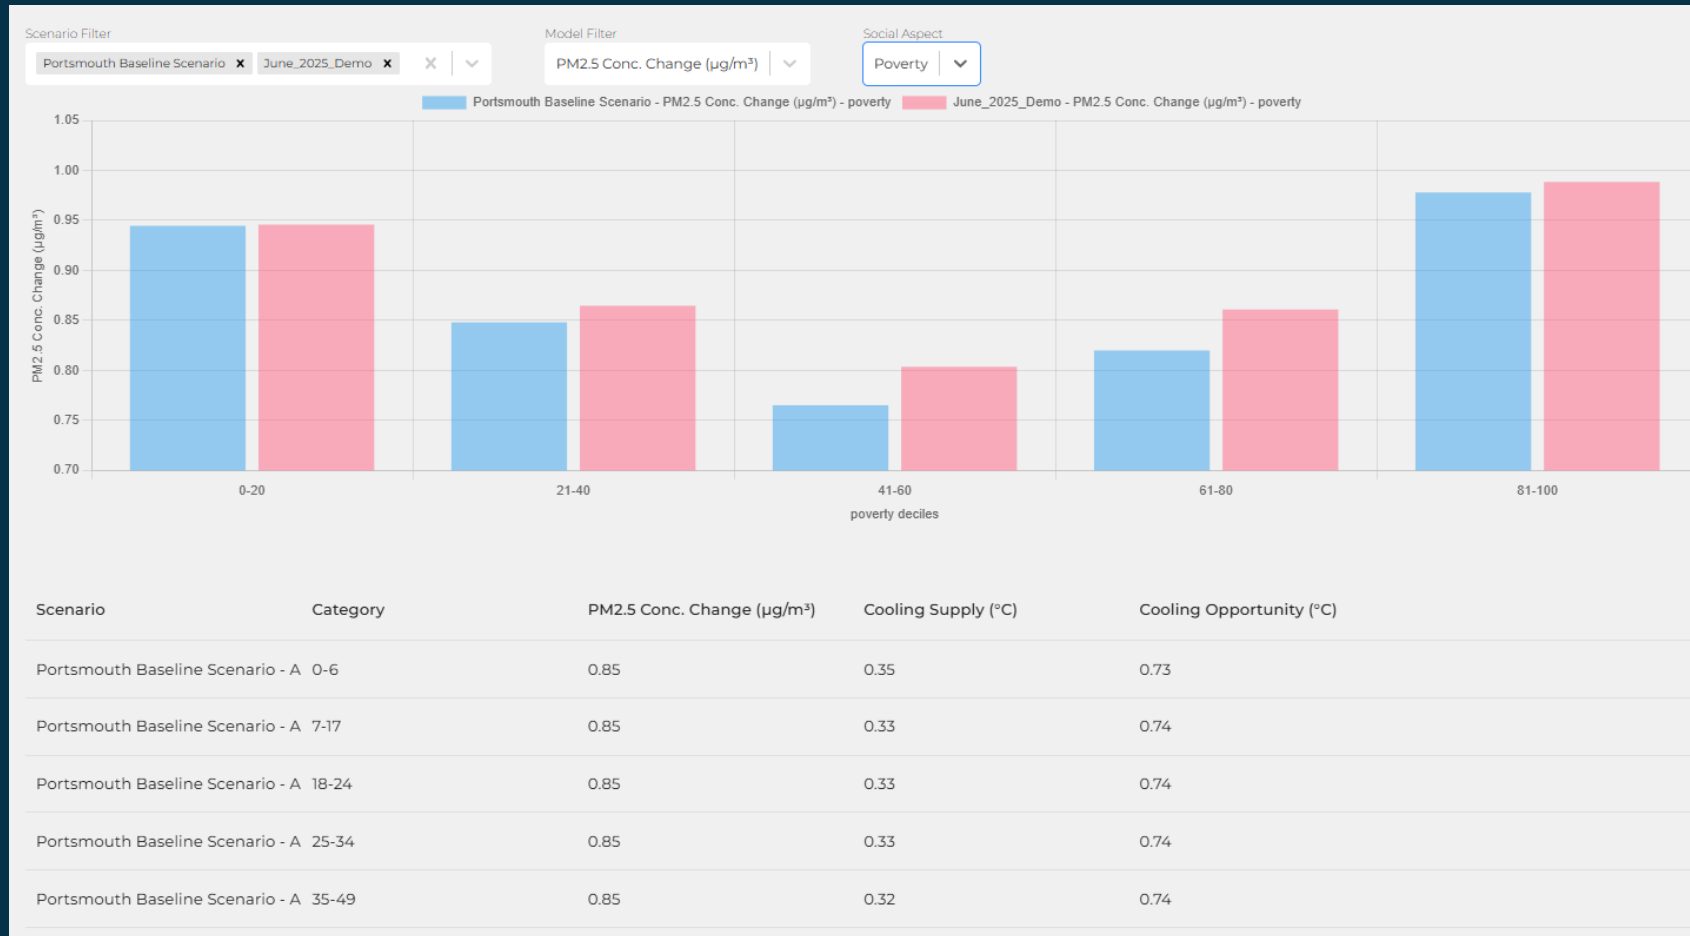 Scenario Filter Model Filter Social Aspect
Portsmouth Baseline Scenario x June_2025_Demo x PM2.5 Conc. Change (µg/m³) Poverty
Portsmouth Baseline Scenario - PM2.5 Conc. Change (µg/m³) - poverty June_2025_Demo - PM2.5 Conc. Change (µg/m³) - poverty
PM2.5 Conc. Change (µg/m³)
1.05
1.00
0.95
0.90
0.85
0.80
0.75
0.70
0-20 21-40 41-60 61-80 81-100
poverty deciles
Scenario Category PM2.5 Conc. Change (µg/m³) Cooling Supply (°C) Cooling Opportunity (°C)
Portsmouth Baseline Scenario - A 0-6 0.85 0.35 0.73
Portsmouth Baseline Scenario - A 7-17 0.85 0.33 0.74
Portsmouth Baseline Scenario - A 18-24 0.85 0.33 0.74
Portsmouth Baseline Scenario - A 25-34 0.85 0.33 0.74
Portsmouth Baseline Scenario - A 35-49 0.85 0.32 0.74